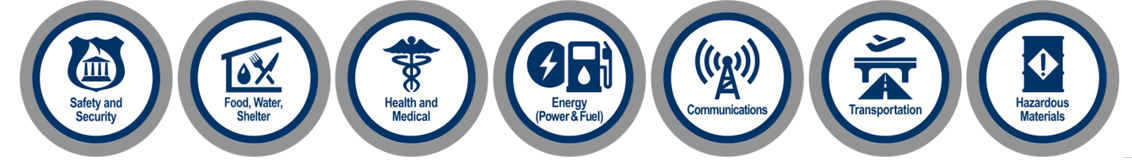 Safety and
Security
Food, Water,
Shelter
Health and
Medical
Energy
(Power & Fuel)
Communications
Transportation
Hazardous
Materials